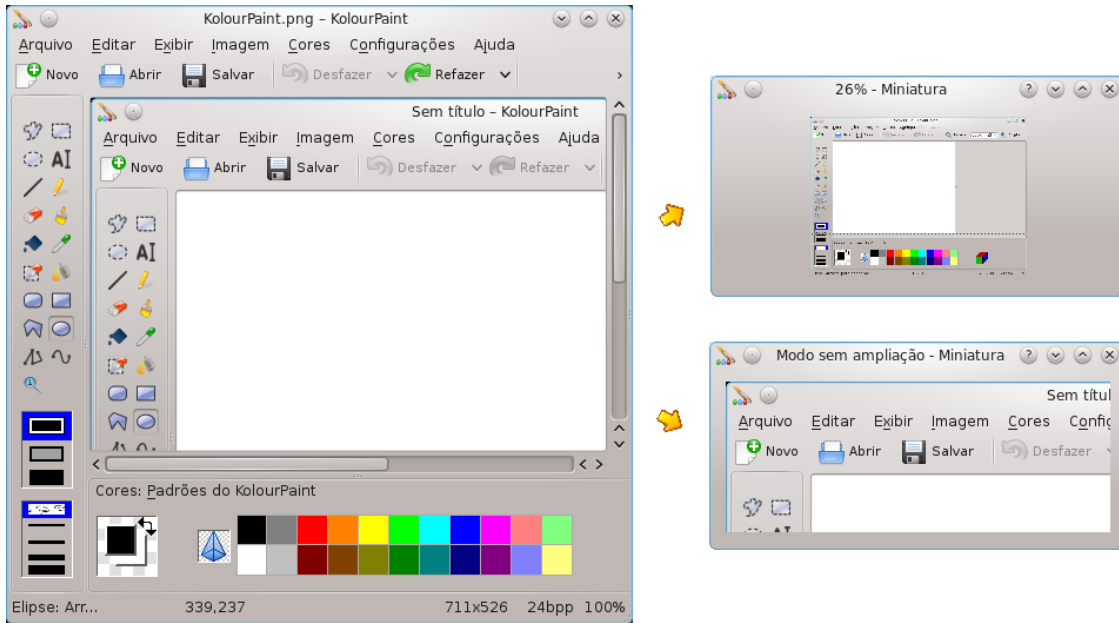 KolourPaint.png – KolourPaint
Arquivo Editar Exibir Imagem Cores Configurações Ajuda
Novo Abrir Salvar Desfazer Refazer
Sem título – KolourPaint
Arquivo Editar Exibir Imagem Cores Configurações Ajuda
Novo Abrir Salvar Desfazer Refazer
Cores: Padrões do KolourPaint
Elipse: Arr... 339,237 711x526 24bpp 100%
26% - Miniatura
Modo sem ampliação - Miniatura
Sem títul
Arquivo Editar Exibir Imagem Cores Config
Novo Abrir Salvar Desfazer